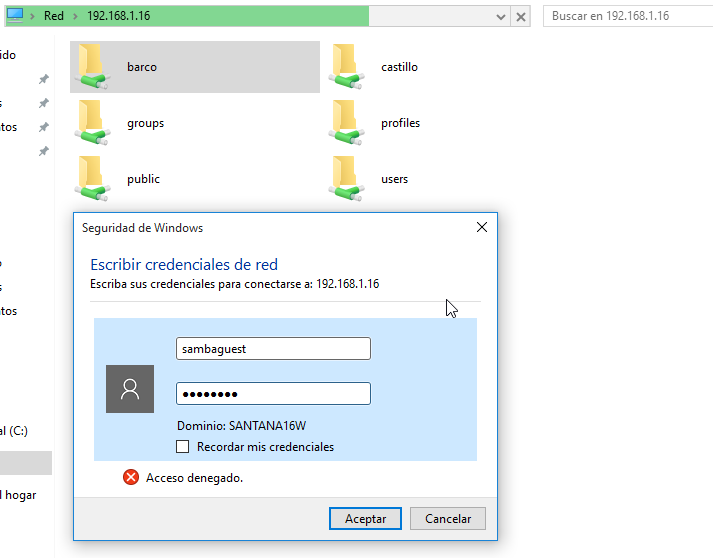 Red > 192.168.1.16
Buscar en 192.168.1.16
ido
barco
castillo
s
ntos
groups
profiles
public
users
Seguridad de Windows
Escribir credenciales de red
Escriba sus credenciales para conectarse a: 192.168.1.16
o
s
ntos
sambaguest
Dominio: SANTANA16W
Recordar mis credenciales
al (C:)
Acceso denegado.
l hogar
Aceptar
Cancelar